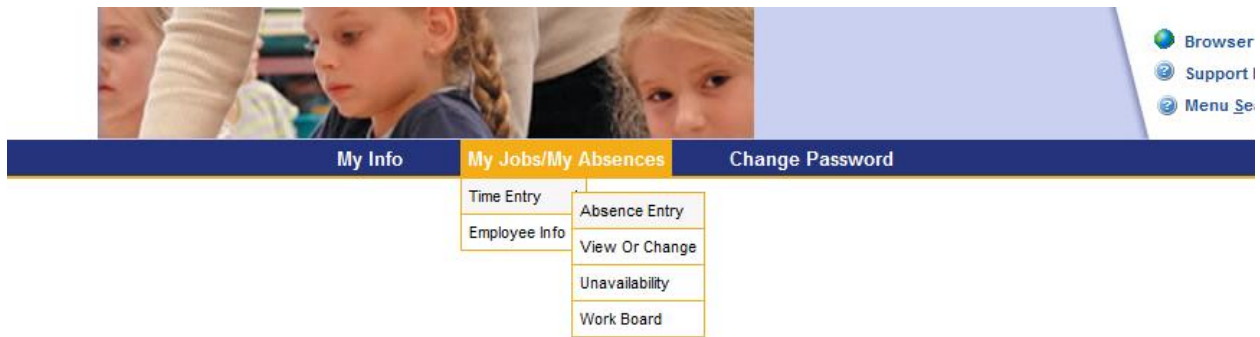 Browser
Support
Menu
My Info
My Jobs/My Absences
Change Password
Time Entry
Employee Info
Absence Entry
View Or Change
Unavailability
Work Board